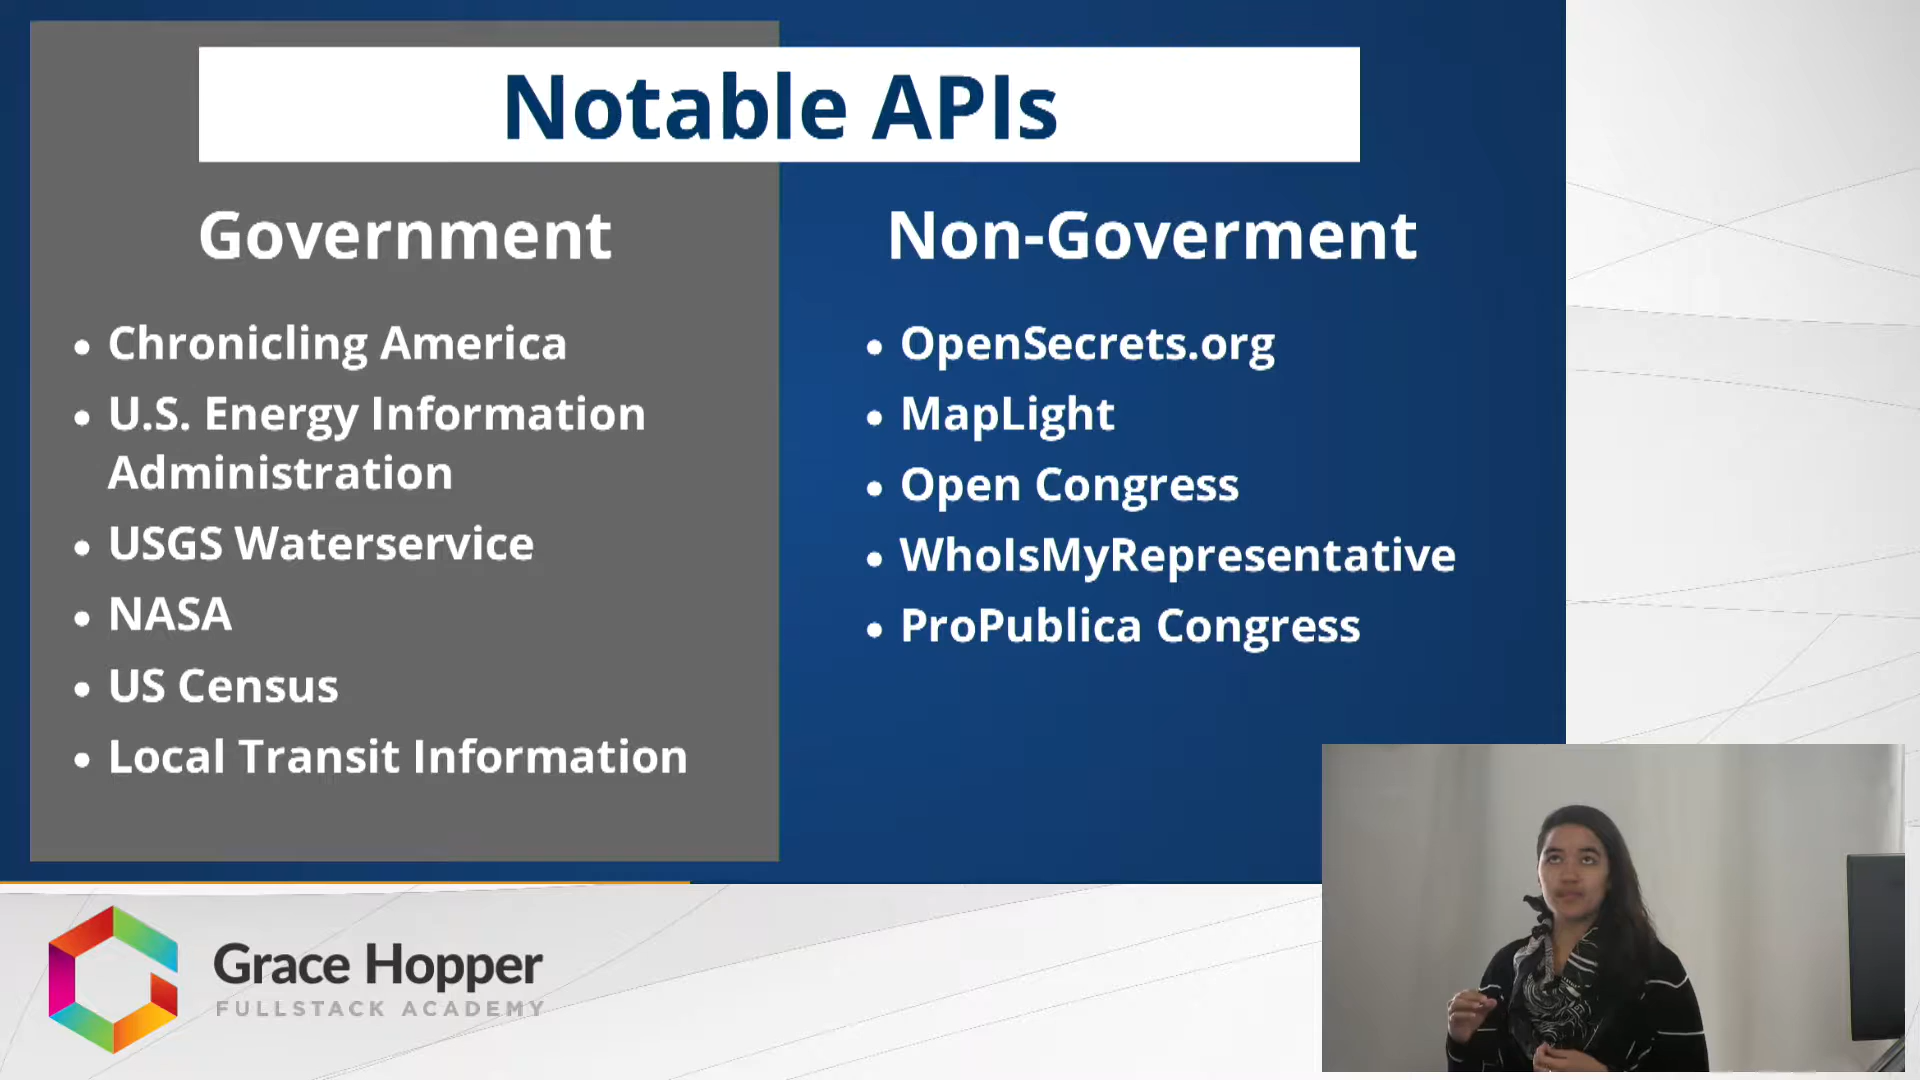 Notable APIs
Government
Chronicling America
U.S. Energy Information
Administration
USGS Waterservice
NASA
US Census
Local Transit Information
Non-Goverment
OpenSecrets.org
MapLight
Open Congress
WhoIsMyRepresentative
ProPublica Congress
Grace Hopper
FULLSTACK ACADEMY